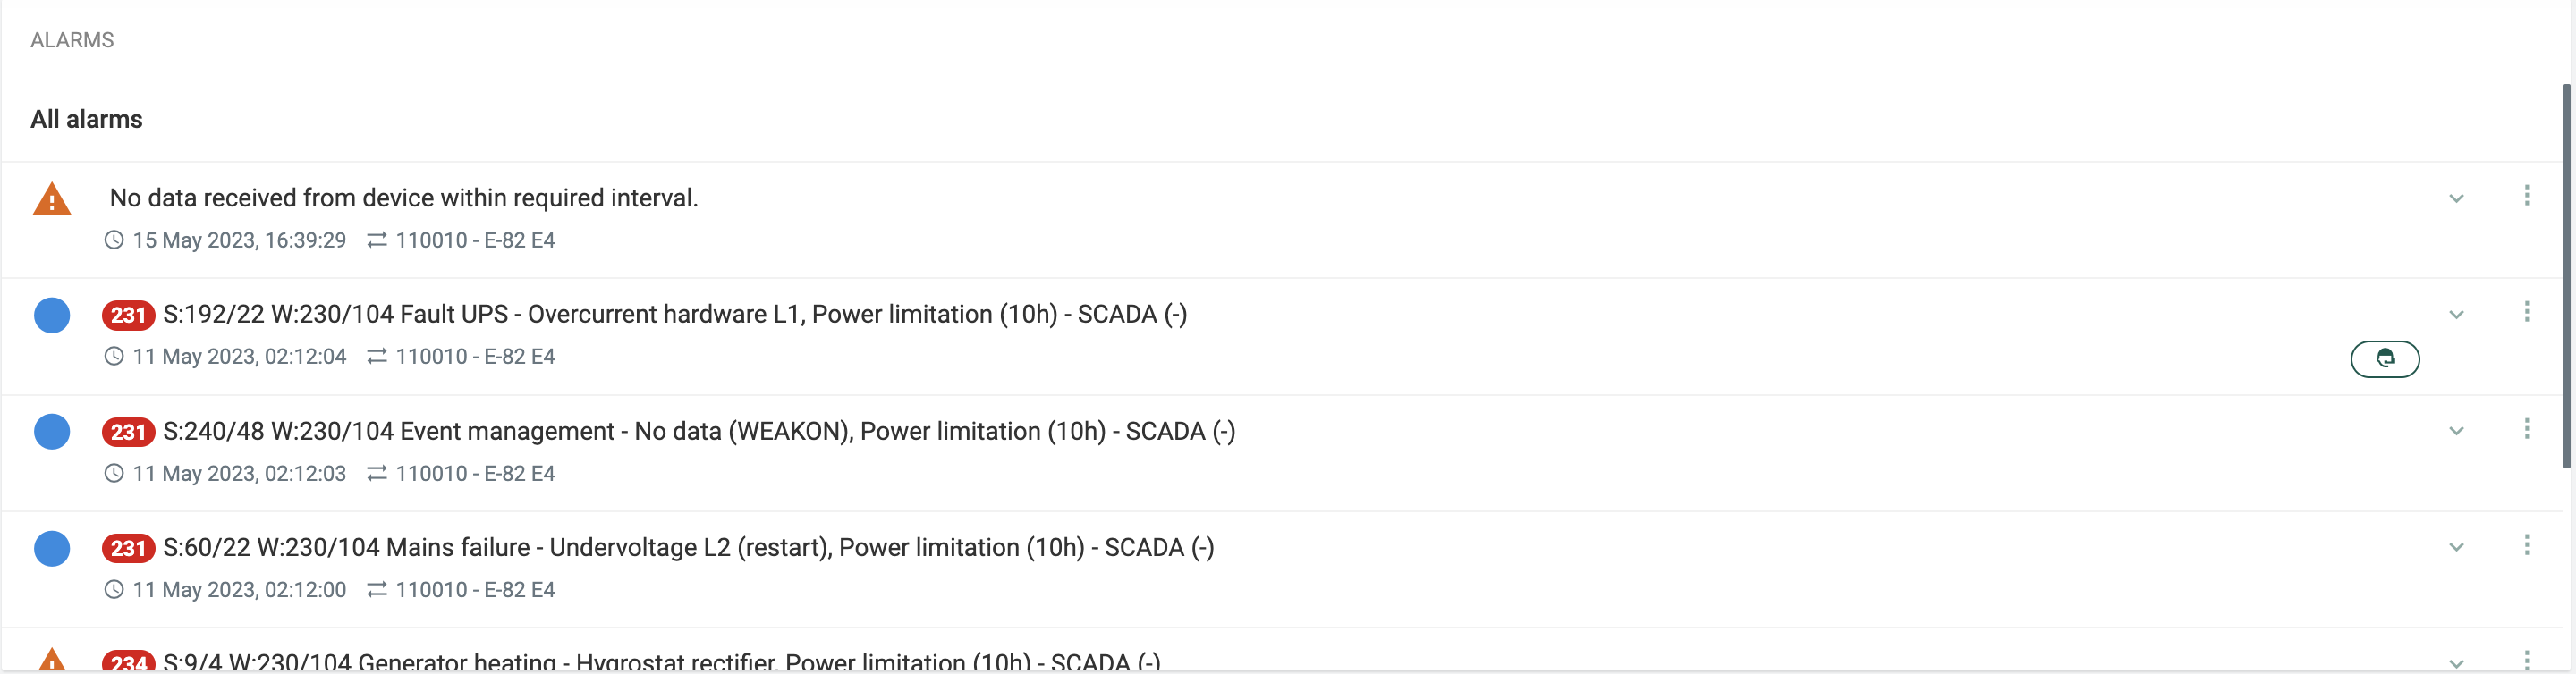 ALARMS
All alarms
No data received from device within required interval.
15 May 2023, 16:39:29 110010 - E-82 E4
231 S:192/22 W:230/104 Fault UPS - Overcurrent hardware L1, Power limitation (10h) - SCADA (-)
11 May 2023, 02:12:04 110010 - E-82 E4
231 S:240/48 W:230/104 Event management - No data (WEAKON), Power limitation (10h) - SCADA (-)
11 May 2023, 02:12:03 110010 - E-82 E4
231 S:60/22 W:230/104 Mains failure - Undervoltage L2 (restart), Power limitation (10h) - SCADA (-)
11 May 2023, 02:12:00 110010 - E-82 E4
234 S:9/4 W:230/104 Generator heating - Hygrostat rectifier, Power limitation (10h) - SCADA (-)